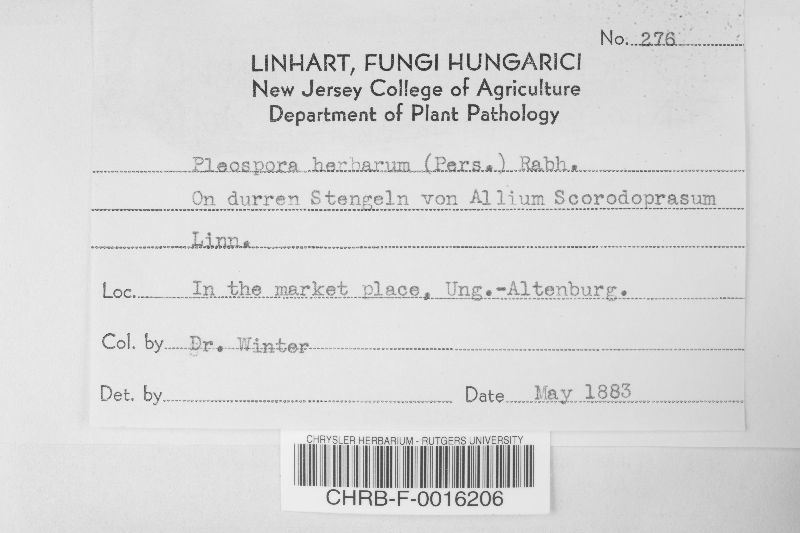 No. 276
LINHART, FUNGI HUNGARICI
New Jersey College of Agriculture
Department of Plant Pathology
Pleospora herbarum (Pers.) Rabh.
On durren Stengeln von Allium Scorodoprasum
Linn.
Loc. In the market place, Ung.-Altenburg.
Col. by Dr. Winter
Det. by Date May 1883
CHRYSLER HERBARIUM - RUTGERS UNIVERSITY
CHRB-F-0016206